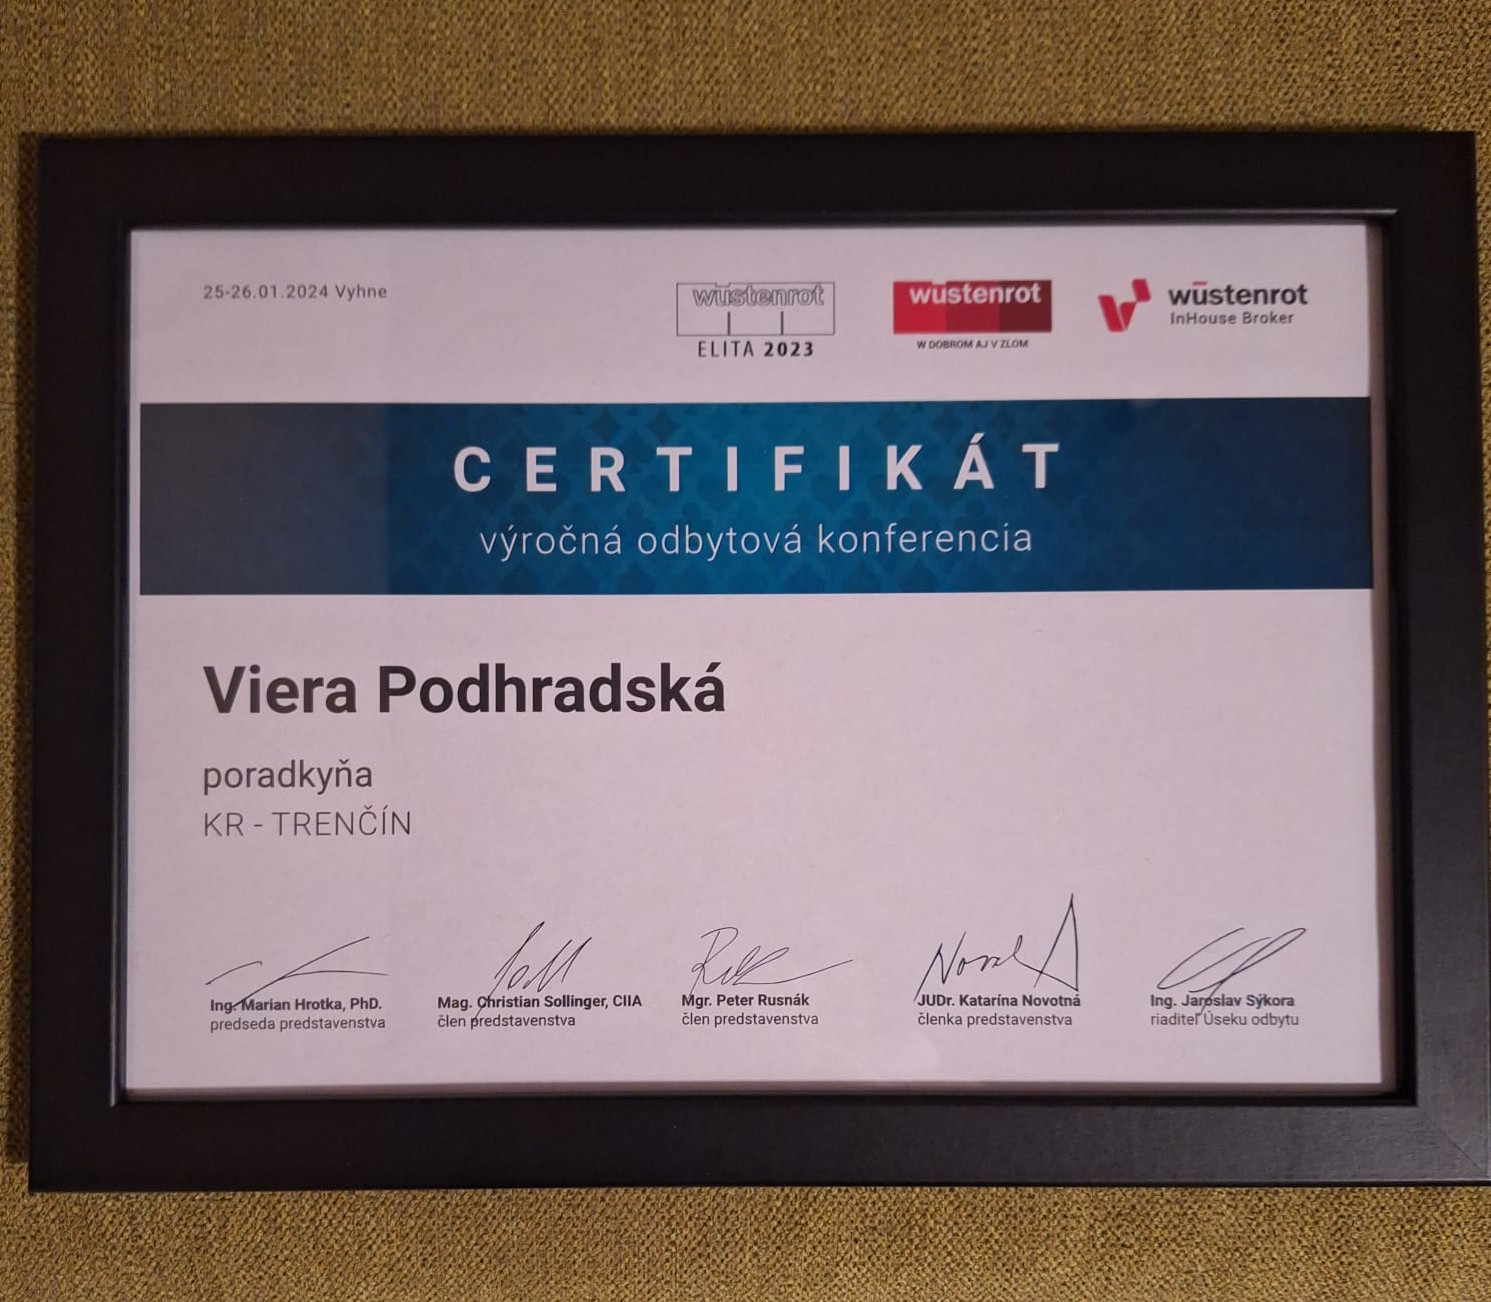 25-26.01.2024 Vyhne
wüstenrot
ELITA 2023
wüstenrot
W DOBROM AJ V ZLOM
wüstenrot
InHouse Broker
CERTIFIKÁT
výročná odbytová konferencia
Viera Podhradská
poradkyňa
KR - TRENČÍN
Ing. Marian Hrotka, PhD.
predseda predstavenstva
Mag. Christian Sollinger, CIIA
člen predstavenstva
Mgr. Peter Rusnák
člen predstavenstva
JUDr. Katarína Novotná
členka predstavenstva
Ing. Jaroslav Sýkora
riaditeľ Úseku odbytu